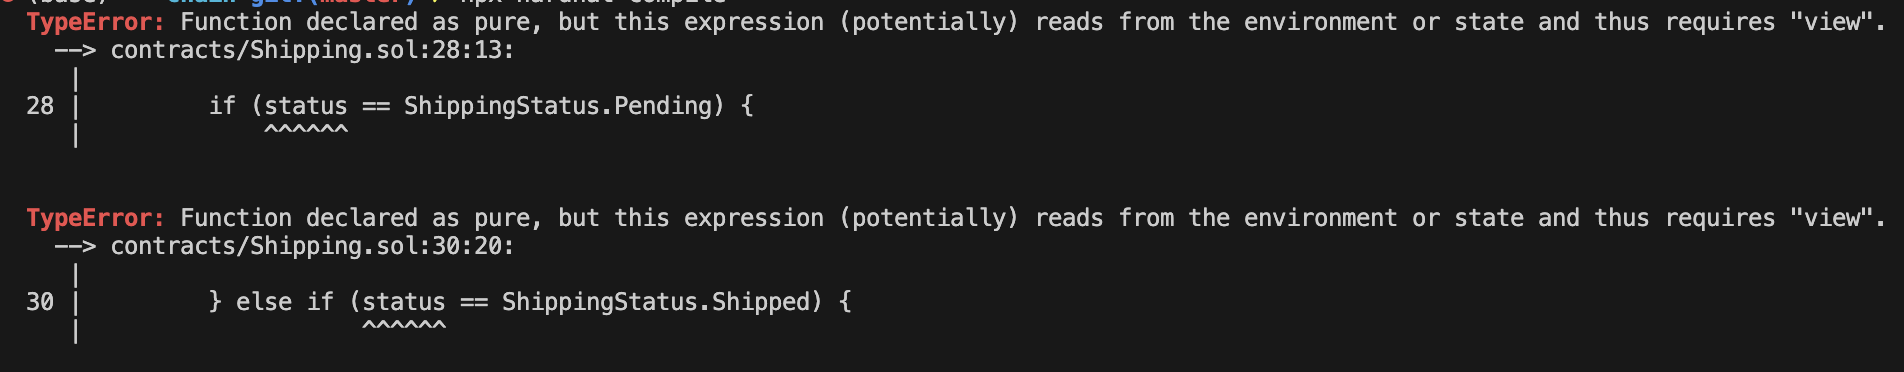 TypeError: Function declared as pure, but this expression (potentially) reads from the environment or state and thus requires "view".
--> contracts/Shipping.sol:28:13:
|
28 |        if (status == ShippingStatus.Pending) {
|            ^^^^^^
TypeError: Function declared as pure, but this expression (potentially) reads from the environment or state and thus requires "view".
--> contracts/Shipping.sol:30:20:
|
30 |        } else if (status == ShippingStatus.Shipped) {
|                   ^^^^^^